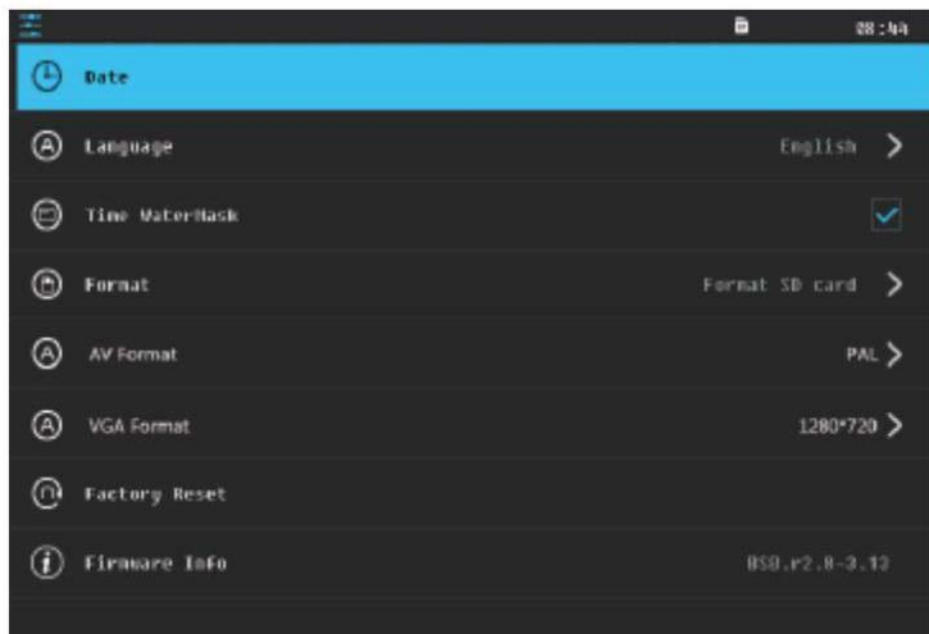 08:44
Date
Language English
Time WaterMask
Format Format SD card
AV Format PAL
VGA Format 1280*720
Factory Reset
Firmware Info